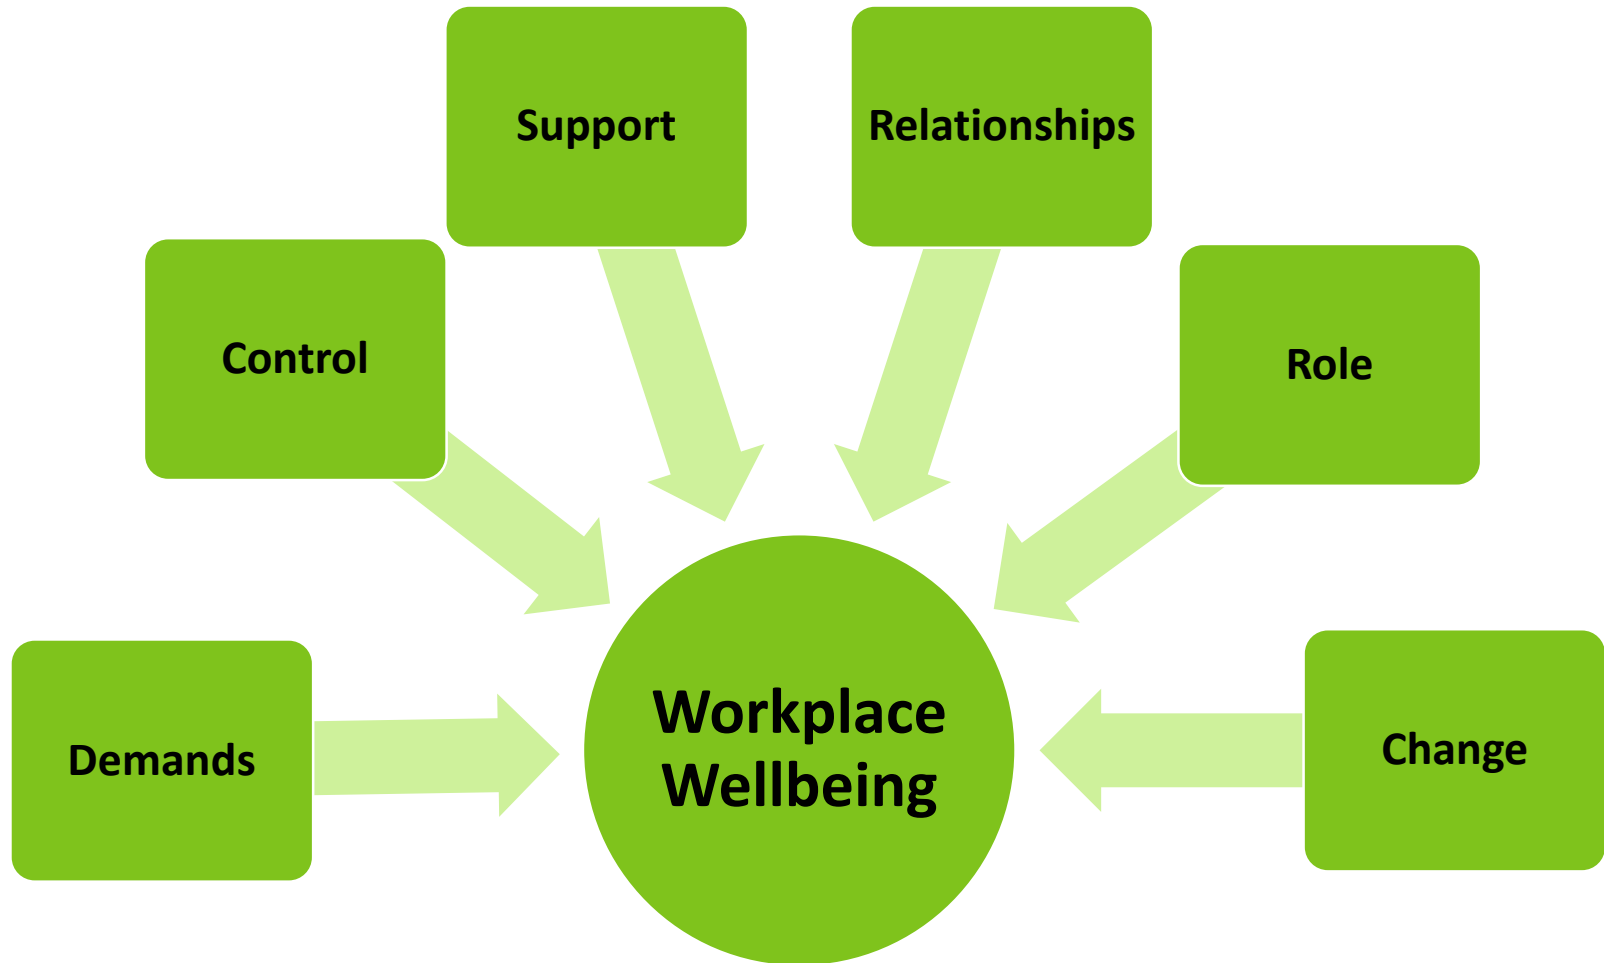 Support
Relationships
Control
Role
Workplace
Wellbeing
Demands
Change